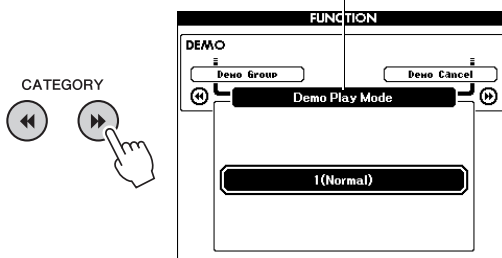 FUNCTION
DEMO
Demo Group
Demo Cancel
Demo Play Mode
CATEGORY
1(Normal)